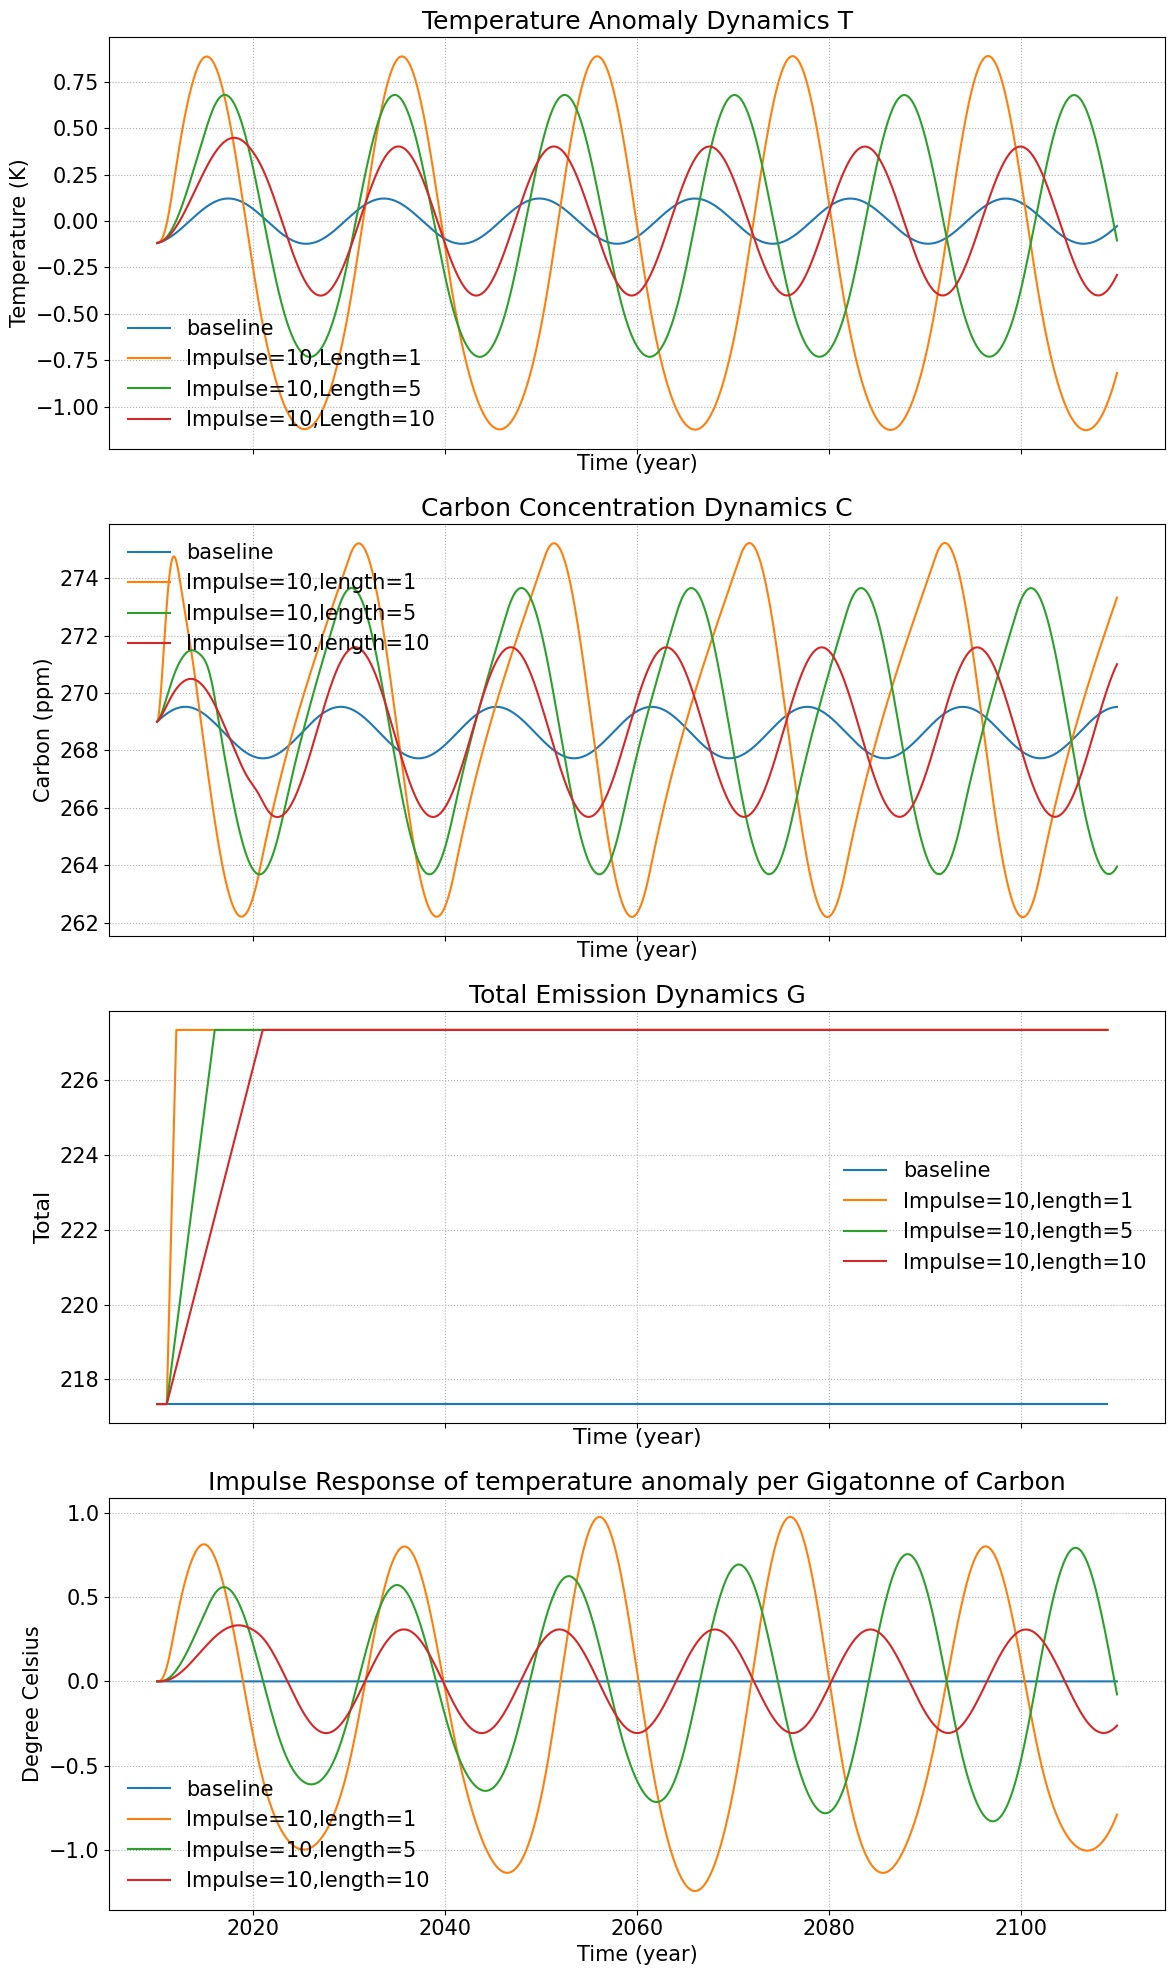 Temperature Anomaly Dynamics T
Temperature (K)
0.75
0.50
0.25
0.00
−0.25
−0.50
−0.75
−1.00
baseline
Impulse=10,Length=1
Impulse=10,Length=5
Impulse=10,Length=10
Time (year)
Carbon Concentration Dynamics C
Carbon (ppm)
274
272
270
268
266
264
262
baseline
Impulse=10,length=1
Impulse=10,length=5
Impulse=10,length=10
Time (year)
Total Emission Dynamics G
Total
226
224
222
220
218
baseline
Impulse=10,length=1
Impulse=10,length=5
Impulse=10,length=10
Time (year)
Impulse Response of temperature anomaly per Gigatonne of Carbon
Degree Celsius
1.0
0.5
0.0
−0.5
−1.0
baseline
Impulse=10,length=1
Impulse=10,length=5
Impulse=10,length=10
2020 2040 2060 2080 2100
Time (year)